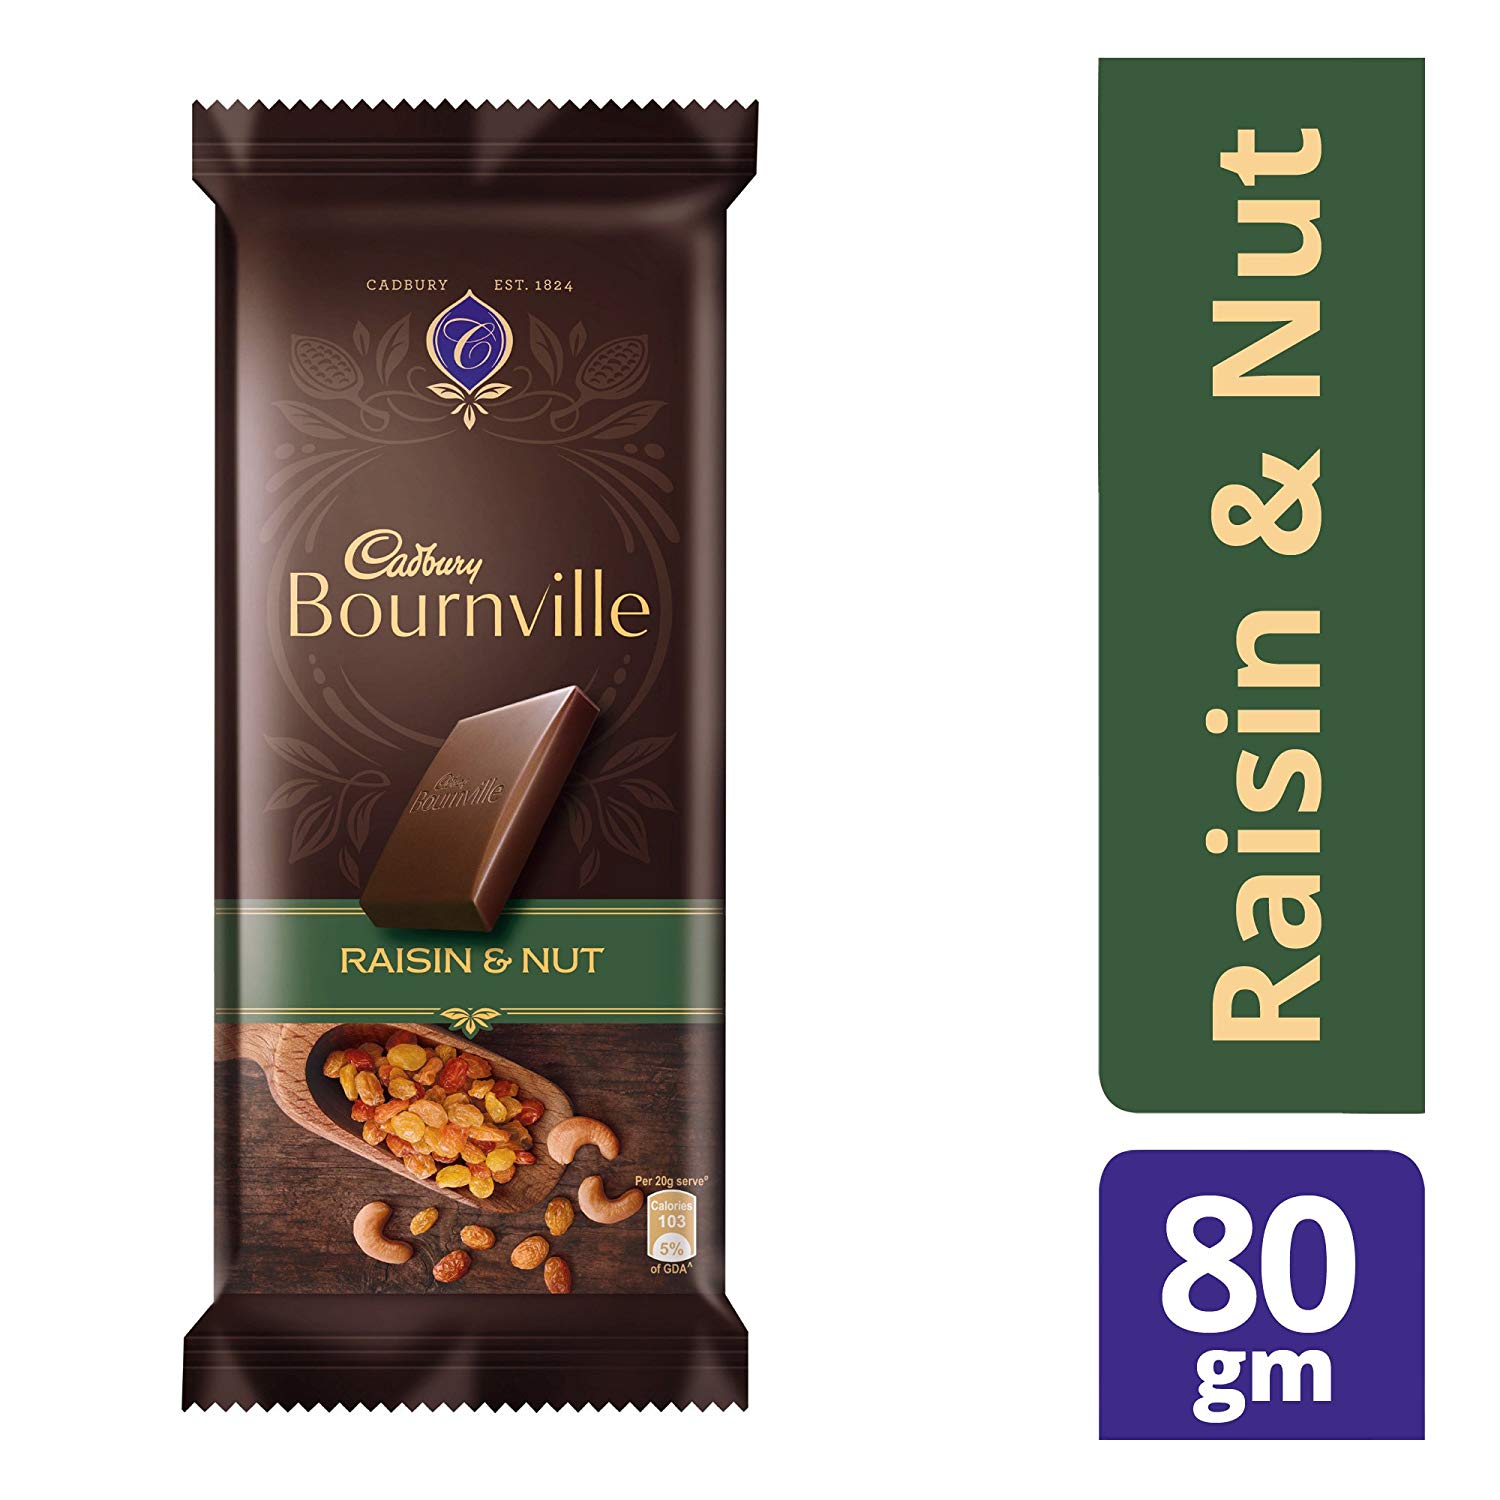 CADBURY EST. 1824
C
Cadbury
Bournville
Cadbury
Bournville
RAISIN & NUT
Per 20g serve°
Calories
103
5%
of GDA^
Raisin & Nut
80
gm